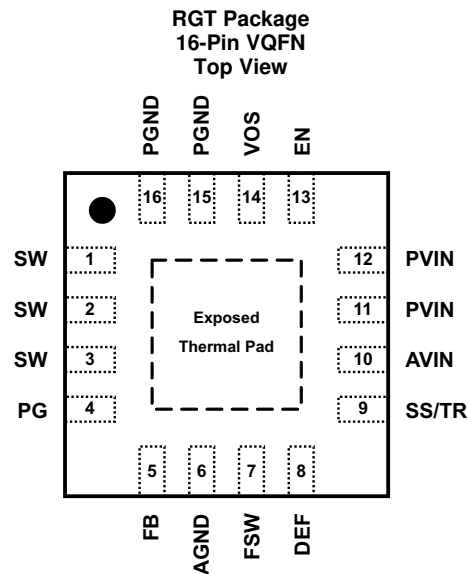 RGT Package
16-Pin VQFN
Top View
PGND PGND VOS EN
16 15 14 13
SW 1 12 PVIN
SW 2 11 PVIN
Exposed
Thermal Pad
SW 3 10 AVIN
PG 4 9 SS/TR
5 6 7 8
FB AGND FSW DEF